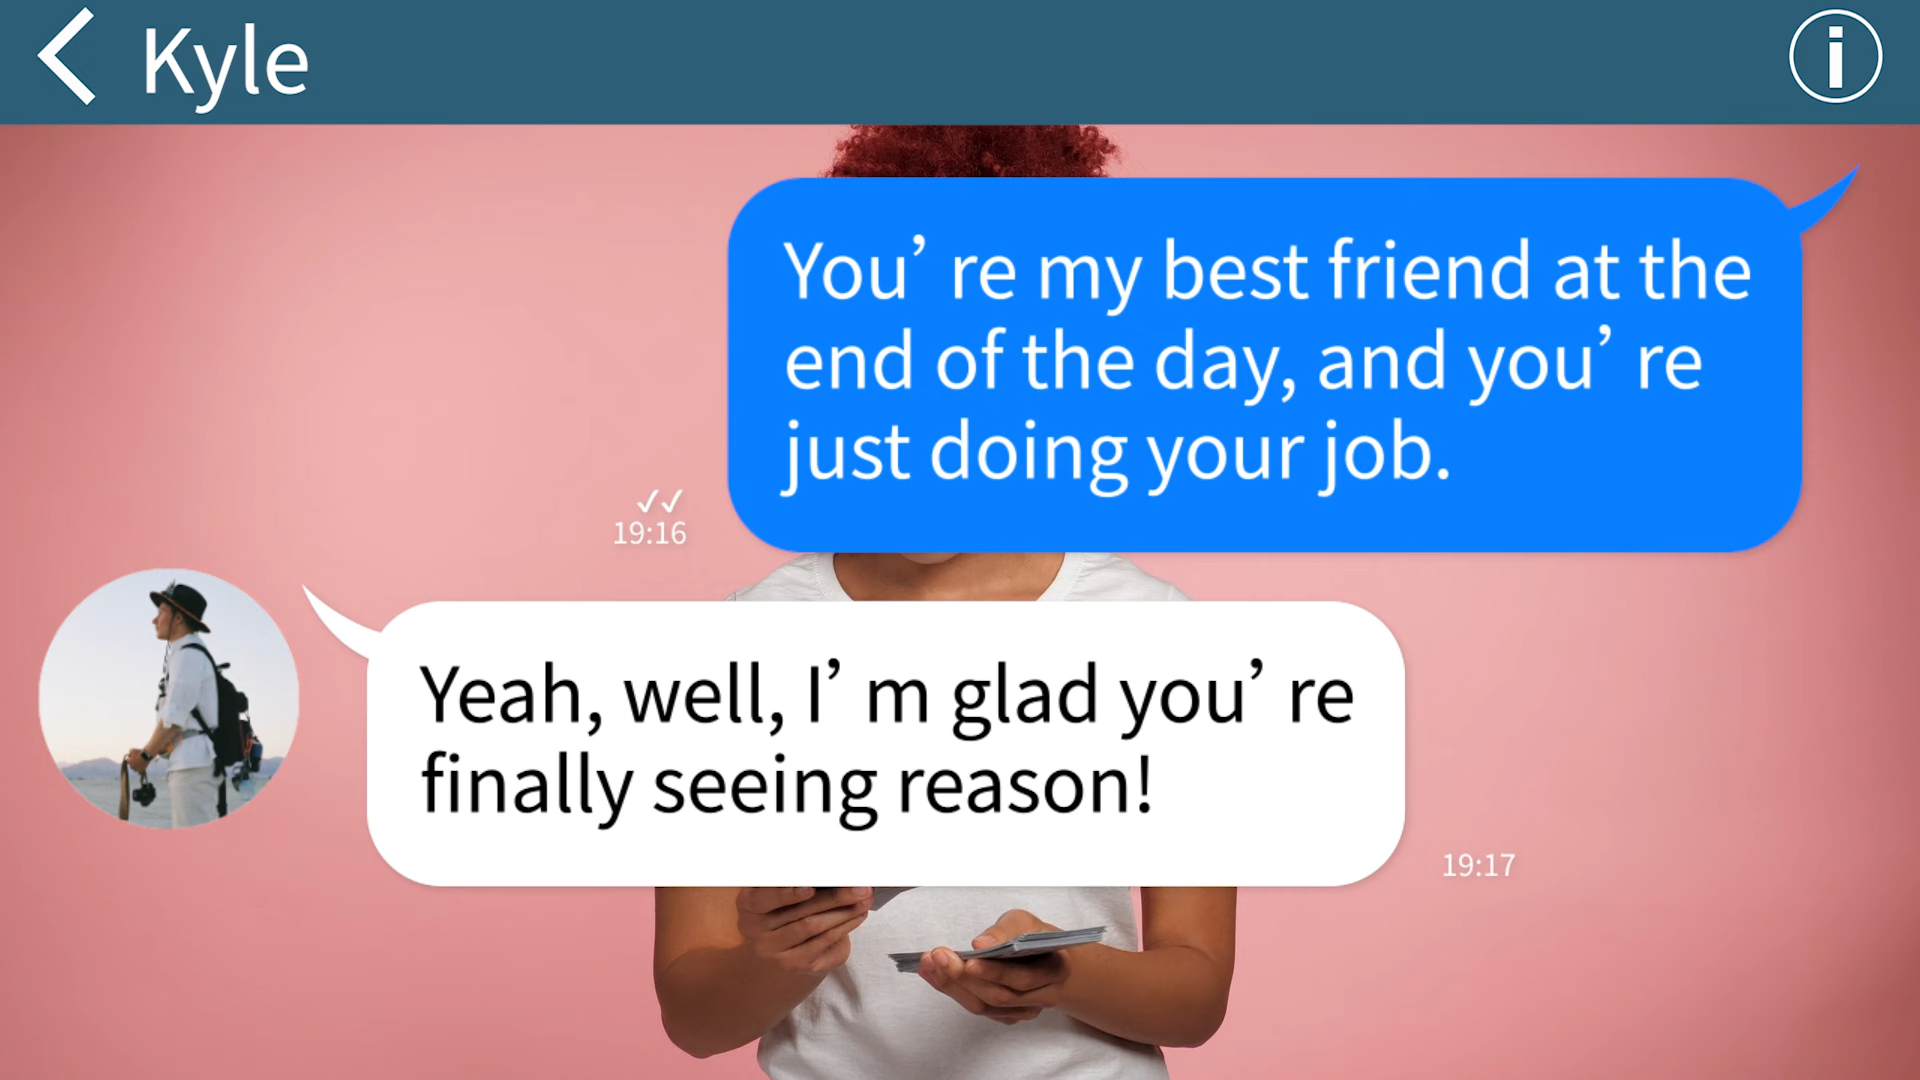 Kyle
You’ re my best friend at the
end of the day, and you’ re
just doing your job.
✓✓
19:16
Yeah, well, I’ m glad you’ re
finally seeing reason!
19:17